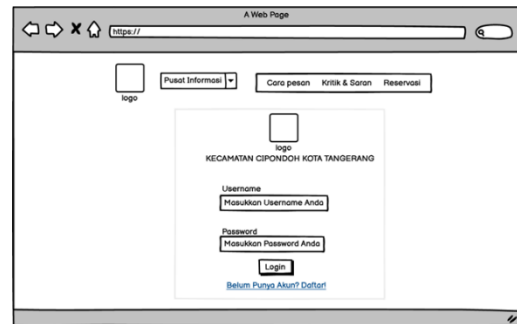 A Web Page
https://
Pusat Informasi
Cara pesan Kritik & Saran Reservasi
logo
logo
KECAMATAN CIPONDOH KOTA TANGERANG
Username
Masukkan Username Anda
Password
Masukkan Password Anda
Login
Belum Punya Akun? Daftar!